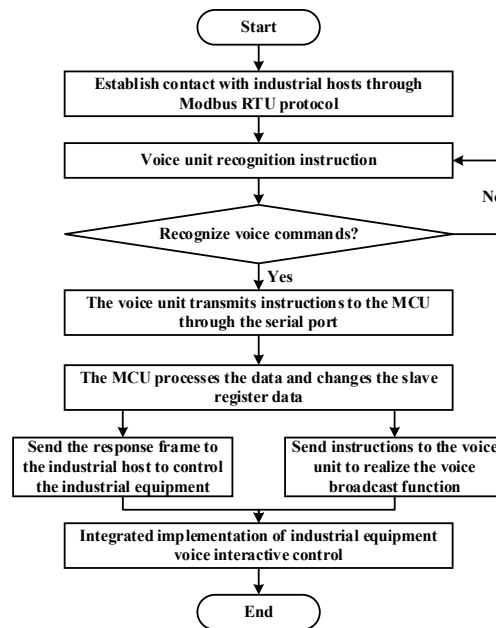 Start
Establish contact with industrial hosts through
Modbus RTU protocol
Voice unit recognition instruction
Recognize voice commands?
Yes
The voice unit transmits instructions to the MCU
through the serial port
The MCU processes the data and changes the slave
register data
Send the response frame to
the industrial host to control
the industrial equipment
Send instructions to the voice
unit to realize the voice
broadcast function
Integrated implementation of industrial equipment
voice interactive control
End